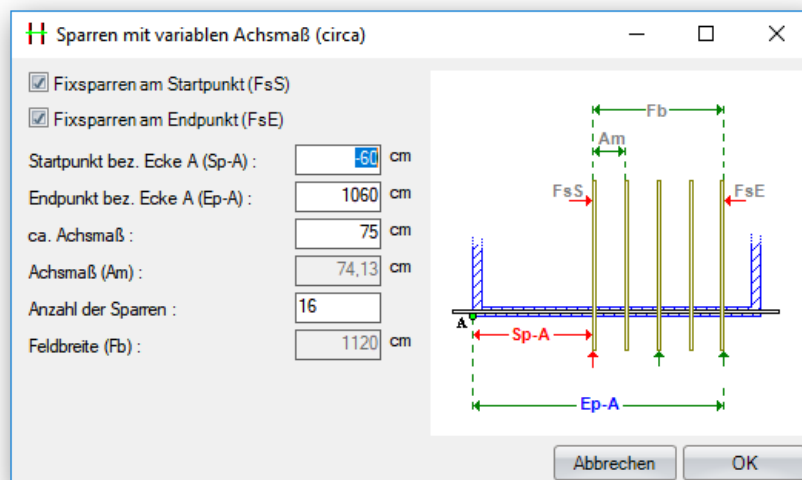 Sparren mit variablen Achsmaß (circa)
Fixsparren am Startpunkt (FsS)
Fixsparren am Endpunkt (FsE)
Startpunkt bez. Ecke A (Sp-A) : -60 cm
Endpunkt bez. Ecke A (Ep-A) : 1060 cm
ca. Achsmaß : 75 cm
Achsmaß (Am) : 74,13 cm
Anzahl der Sparren : 16
Feldbreite (Fb) : 1120 cm
Fb
Am
FsS
FsE
A
Sp-A
Ep-A
Abbrechen
OK